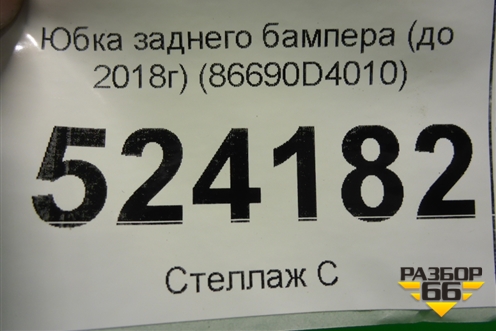 Юбка заднего бампера (до
2018г) (86690D4010)
524182
Стеллаж С
РАЗБОР
66